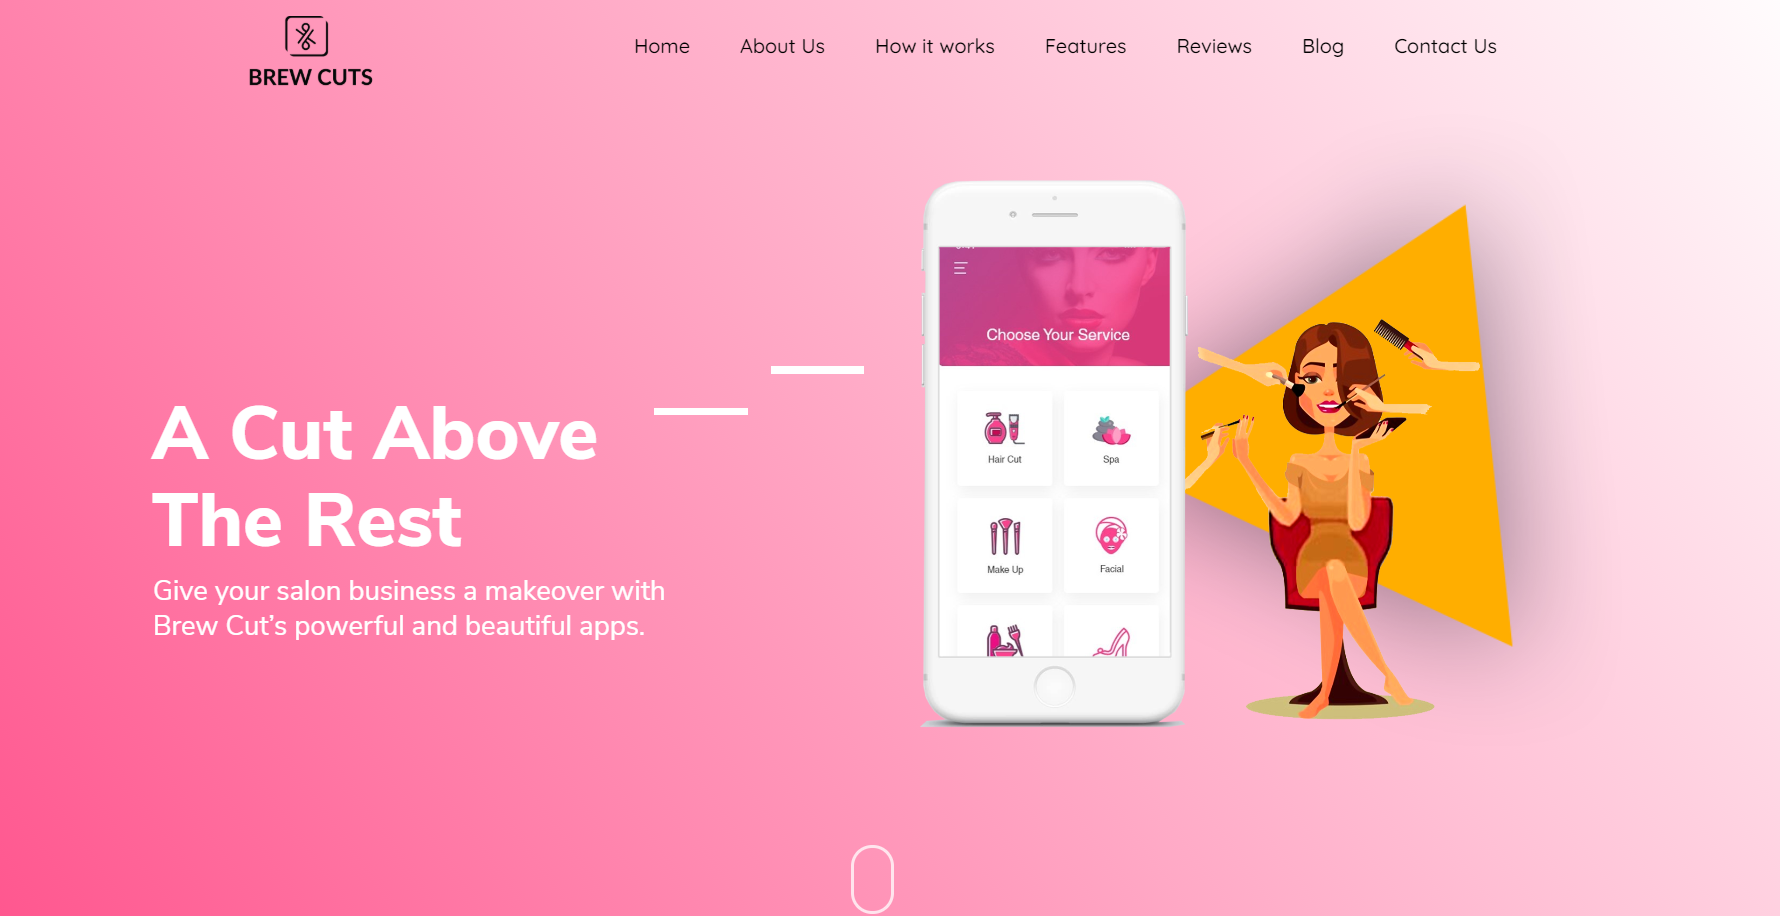 BREW CUTS
Home
About Us
How it works
Features
Reviews
Blog
Contact Us
A Cut Above
The Rest
Give your salon business a makeover with
Brew Cut’s powerful and beautiful apps.
Choose Your Service
Hair Cut
Spa
Make Up
Facial